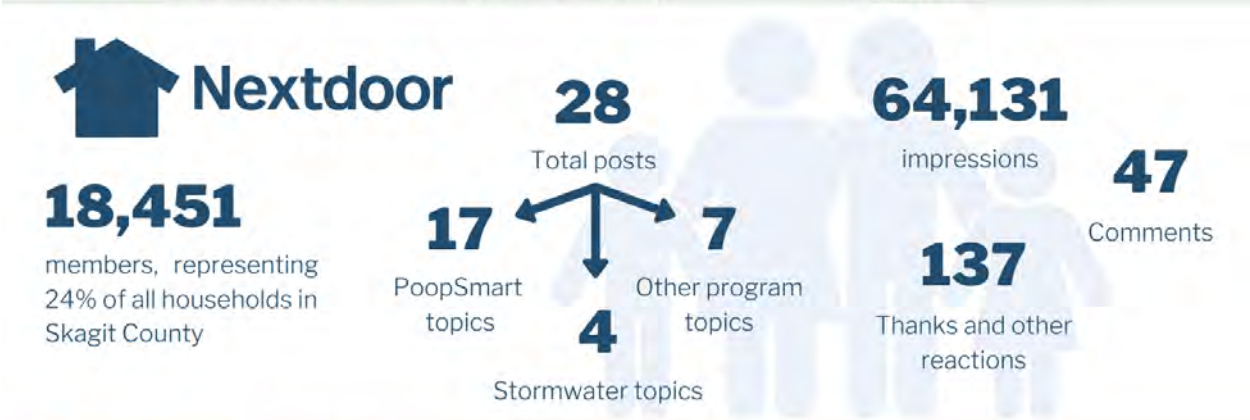 Nextdoor
18,451
members, representing
24% of all households in
Skagit County
28
Total posts
17
PoopSmart
topics
4
Stormwater topics
7
Other program
topics
64,131
impressions
47
Comments
137
Thanks and other
reactions